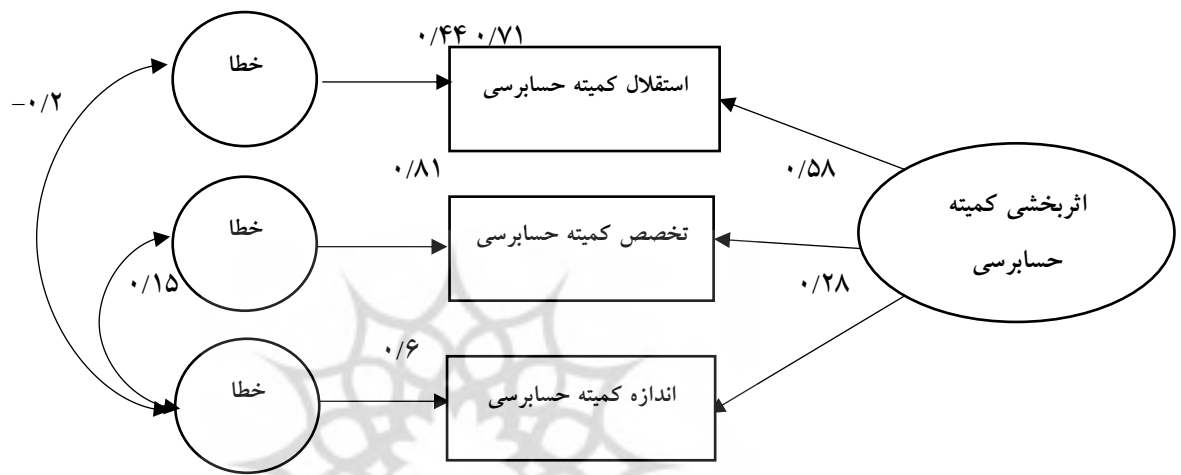 ۰/۴۴ ۰/۷۱
خطا
استقلال کمیته حسابرسی
-۰/۲
۰/۵۸
۰/۸۱
اثربخشی کمیته
حسابرسی
خطا
تخصص کمیته حسابرسی
۰/۱۵
۰/۲۸
۰/۶
خطا
اندازه کمیته حسابرسی